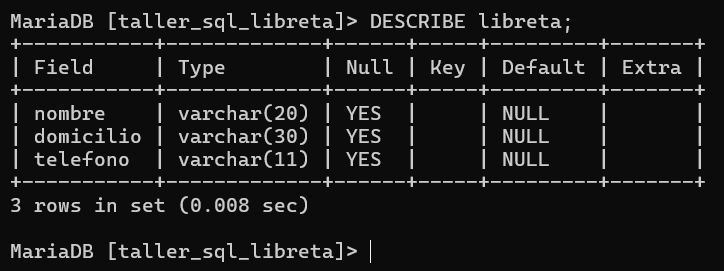 MariaDB [taller_sql_libreta]> DESCRIBE libreta;
+-----------+-------------+------+-----+---------+-------+
| Field     | Type        | Null | Key | Default | Extra |
+-----------+-------------+------+-----+---------+-------+
| nombre    | varchar(20) | YES  |     | NULL    |       |
| domicilio | varchar(30) | YES  |     | NULL    |       |
| telefono  | varchar(11) | YES  |     | NULL    |       |
+-----------+-------------+------+-----+---------+-------+
3 rows in set (0.008 sec)
MariaDB [taller_sql_libreta]>